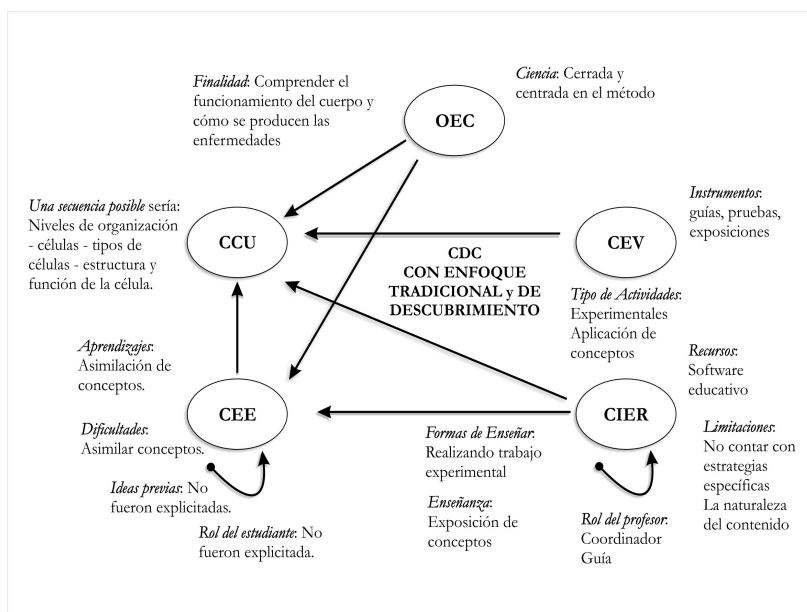 Finalidad: Comprender el
funcionamiento del cuerpo y
cómo se producen las
enfermedades
Ciencia: Cerrada y
centrada en el método
OEC
Una secuencia posible sería:
Niveles de organización
- células - tipos de
células - estructura y
función de la célula.
CCU
CDC
CON ENFOQUE
TRADICIONAL y DE
DESCUBRIMIENTO
CEV
Instrumentos:
guías, pruebas,
exposiciones
Tipo de Actividades:
Experimentales
Aplicación de
conceptos
Aprendizajes:
Asimilación de
conceptos.
Dificultades:
Asimilar conceptos.
CEE
Ideas previas: No
fueron explicitadas.
Rol del estudiante: No
fueron explicitada.
Formas de Enseñar:
Realizando trabajo
experimental
Enseñanza:
Exposición de
conceptos
CIER
Recursos:
Software
educativo
Limitaciones:
No contar con
estrategias
específicas
La naturaleza
del contenido
Rol del profesor:
Coordinador
Guía